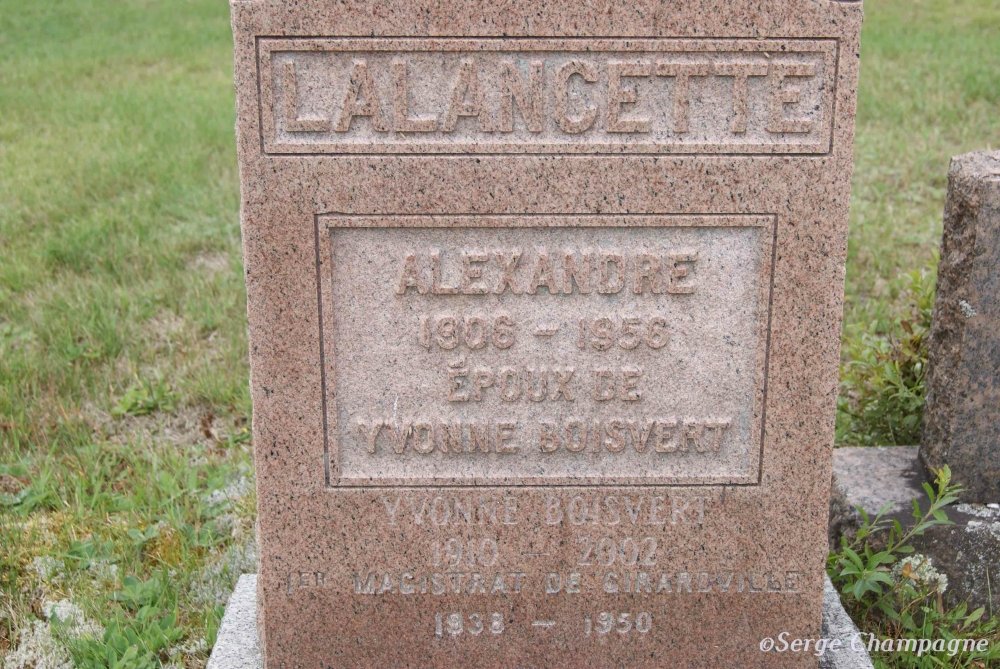 LALANCETTE
ALEXANDRE
1906 - 1956
ÉPOUX DE
YVONNE BOISVERT
YVONNE BOISVERT
1910 - 2002
1ER MAGISTRAT DE GIRARDVILLE
1938 - 1950
©Serge Champagne